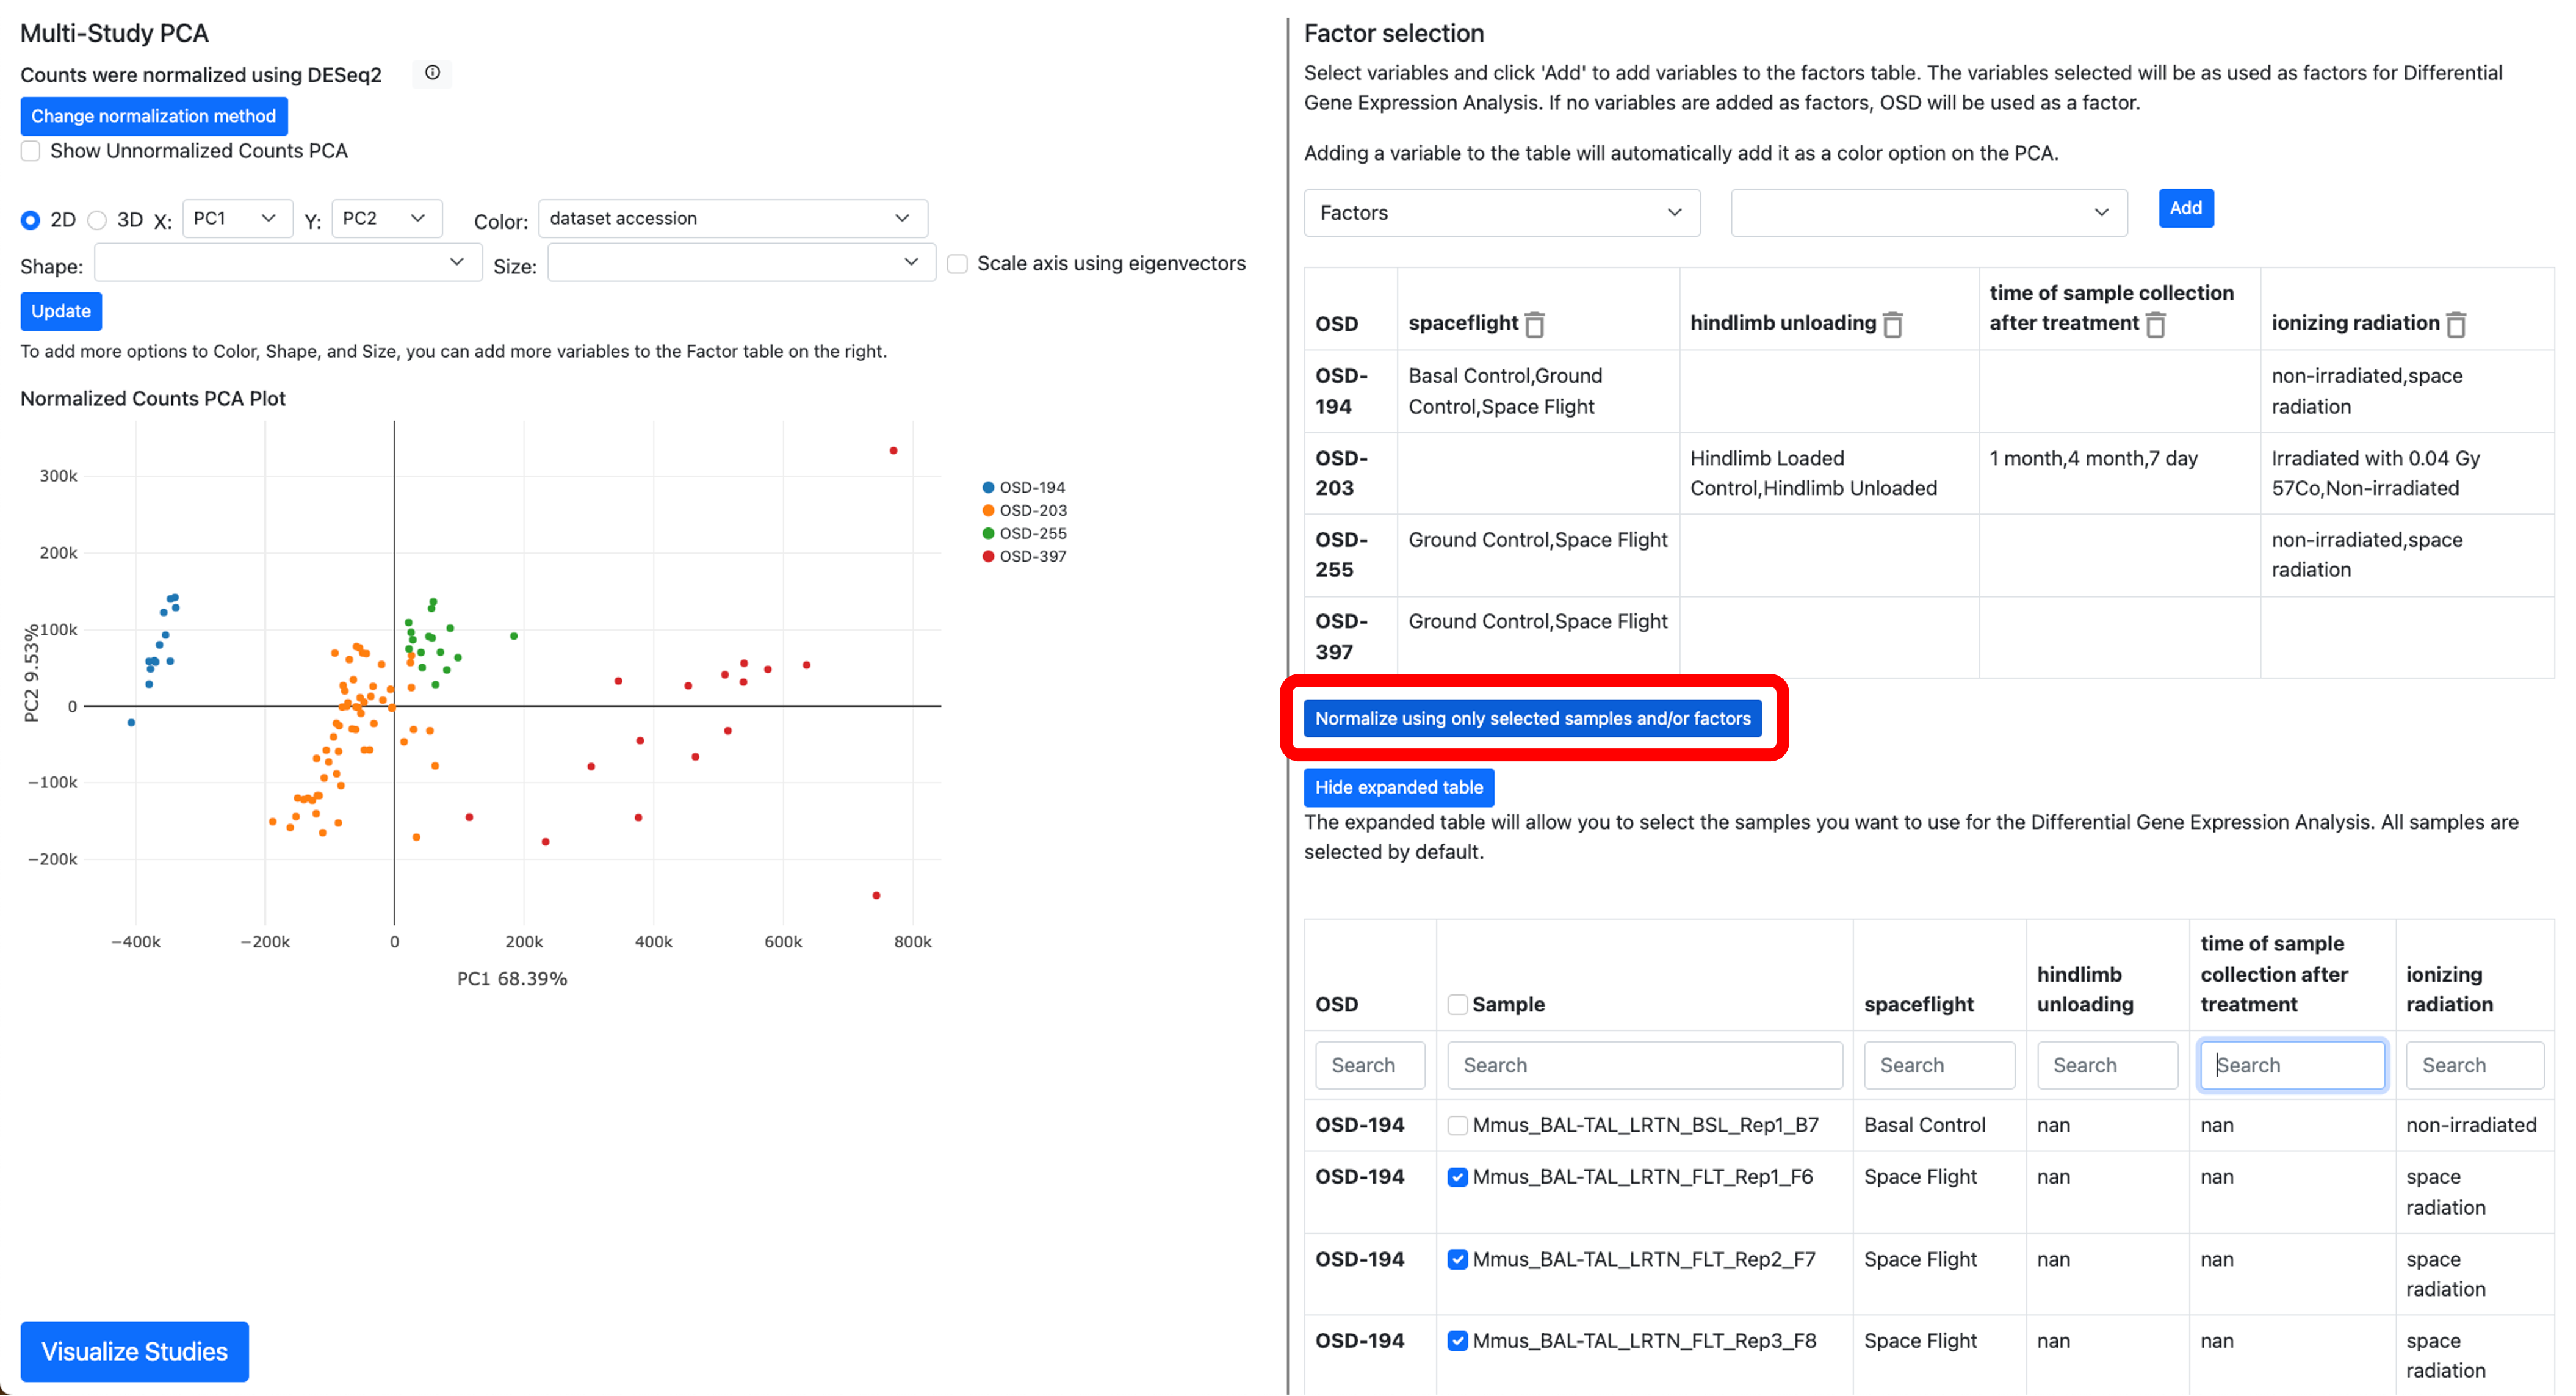 Multi-Study PCA
Counts were normalized using DESeq2
Change normalization method
Show Unnormalized Counts PCA
2D 3D X: PC1 Y: PC2 Color: dataset accession
Shape: Size: Scale axis using eigenvectors
Update
To add more options to Color, Shape, and Size, you can add more variables to the Factor table on the right.
Normalized Counts PCA Plot
300k
200k
100k
0
−100k
−200k
PC2 9.53%
−400k −200k 0 200k 400k 600k 800k
PC1 68.39%
OSD-194
OSD-203
OSD-255
OSD-397
Visualize Studies
Factor selection
Select variables and click 'Add' to add variables to the factors table. The variables selected will be as used as factors for Differential
Gene Expression Analysis. If no variables are added as factors, OSD will be used as a factor.
Adding a variable to the table will automatically add it as a color option on the PCA.
Factors Add
OSD spaceflight hindlimb unloading time of sample collection after treatment ionizing radiation
OSD-194 Basal Control,Ground Control,Space Flight non-irradiated,space radiation
OSD-203 Hindlimb Loaded Control,Hindlimb Unloaded 1 month,4 month,7 day Irradiated with 0.04 Gy 57Co,Non-irradiated
OSD-255 Ground Control,Space Flight non-irradiated,space radiation
OSD-397 Ground Control,Space Flight
Normalize using only selected samples and/or factors
Hide expanded table
The expanded table will allow you to select the samples you want to use for the Differential Gene Expression Analysis. All samples are
selected by default.
OSD Sample spaceflight hindlimb unloading time of sample collection after treatment ionizing radiation
Search Search Search Search Search Search
OSD-194 Mmus_BAL-TAL_LRTN_BSL_Rep1_B7 Basal Control nan nan non-irradiated
OSD-194 Mmus_BAL-TAL_LRTN_FLT_Rep1_F6 Space Flight nan nan space radiation
OSD-194 Mmus_BAL-TAL_LRTN_FLT_Rep2_F7 Space Flight nan nan space radiation
OSD-194 Mmus_BAL-TAL_LRTN_FLT_Rep3_F8 Space Flight nan nan space radiation